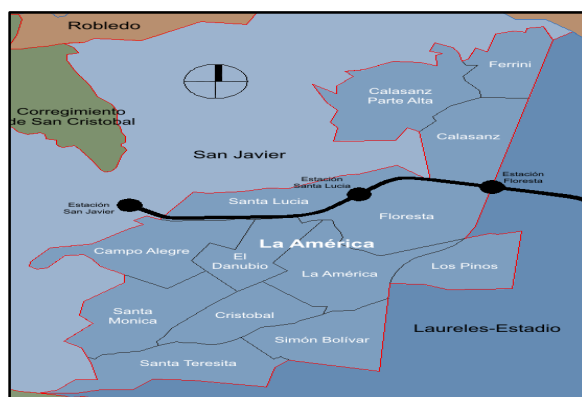 Robledo
Ferrini
Calasanz
Parte Alta
Corregimiento
de San Cristobal
Calasanz
San Javier
Estación
Santa Lucia
Estación
Floresta
Estación
San Javier
Santa Lucia
Floresta
La América
Campo Alegre
El
Danubio
La América
Los Pinos
Santa
Monica
Cristobal
Laureles-Estadio
Simón Bolívar
Santa Teresita